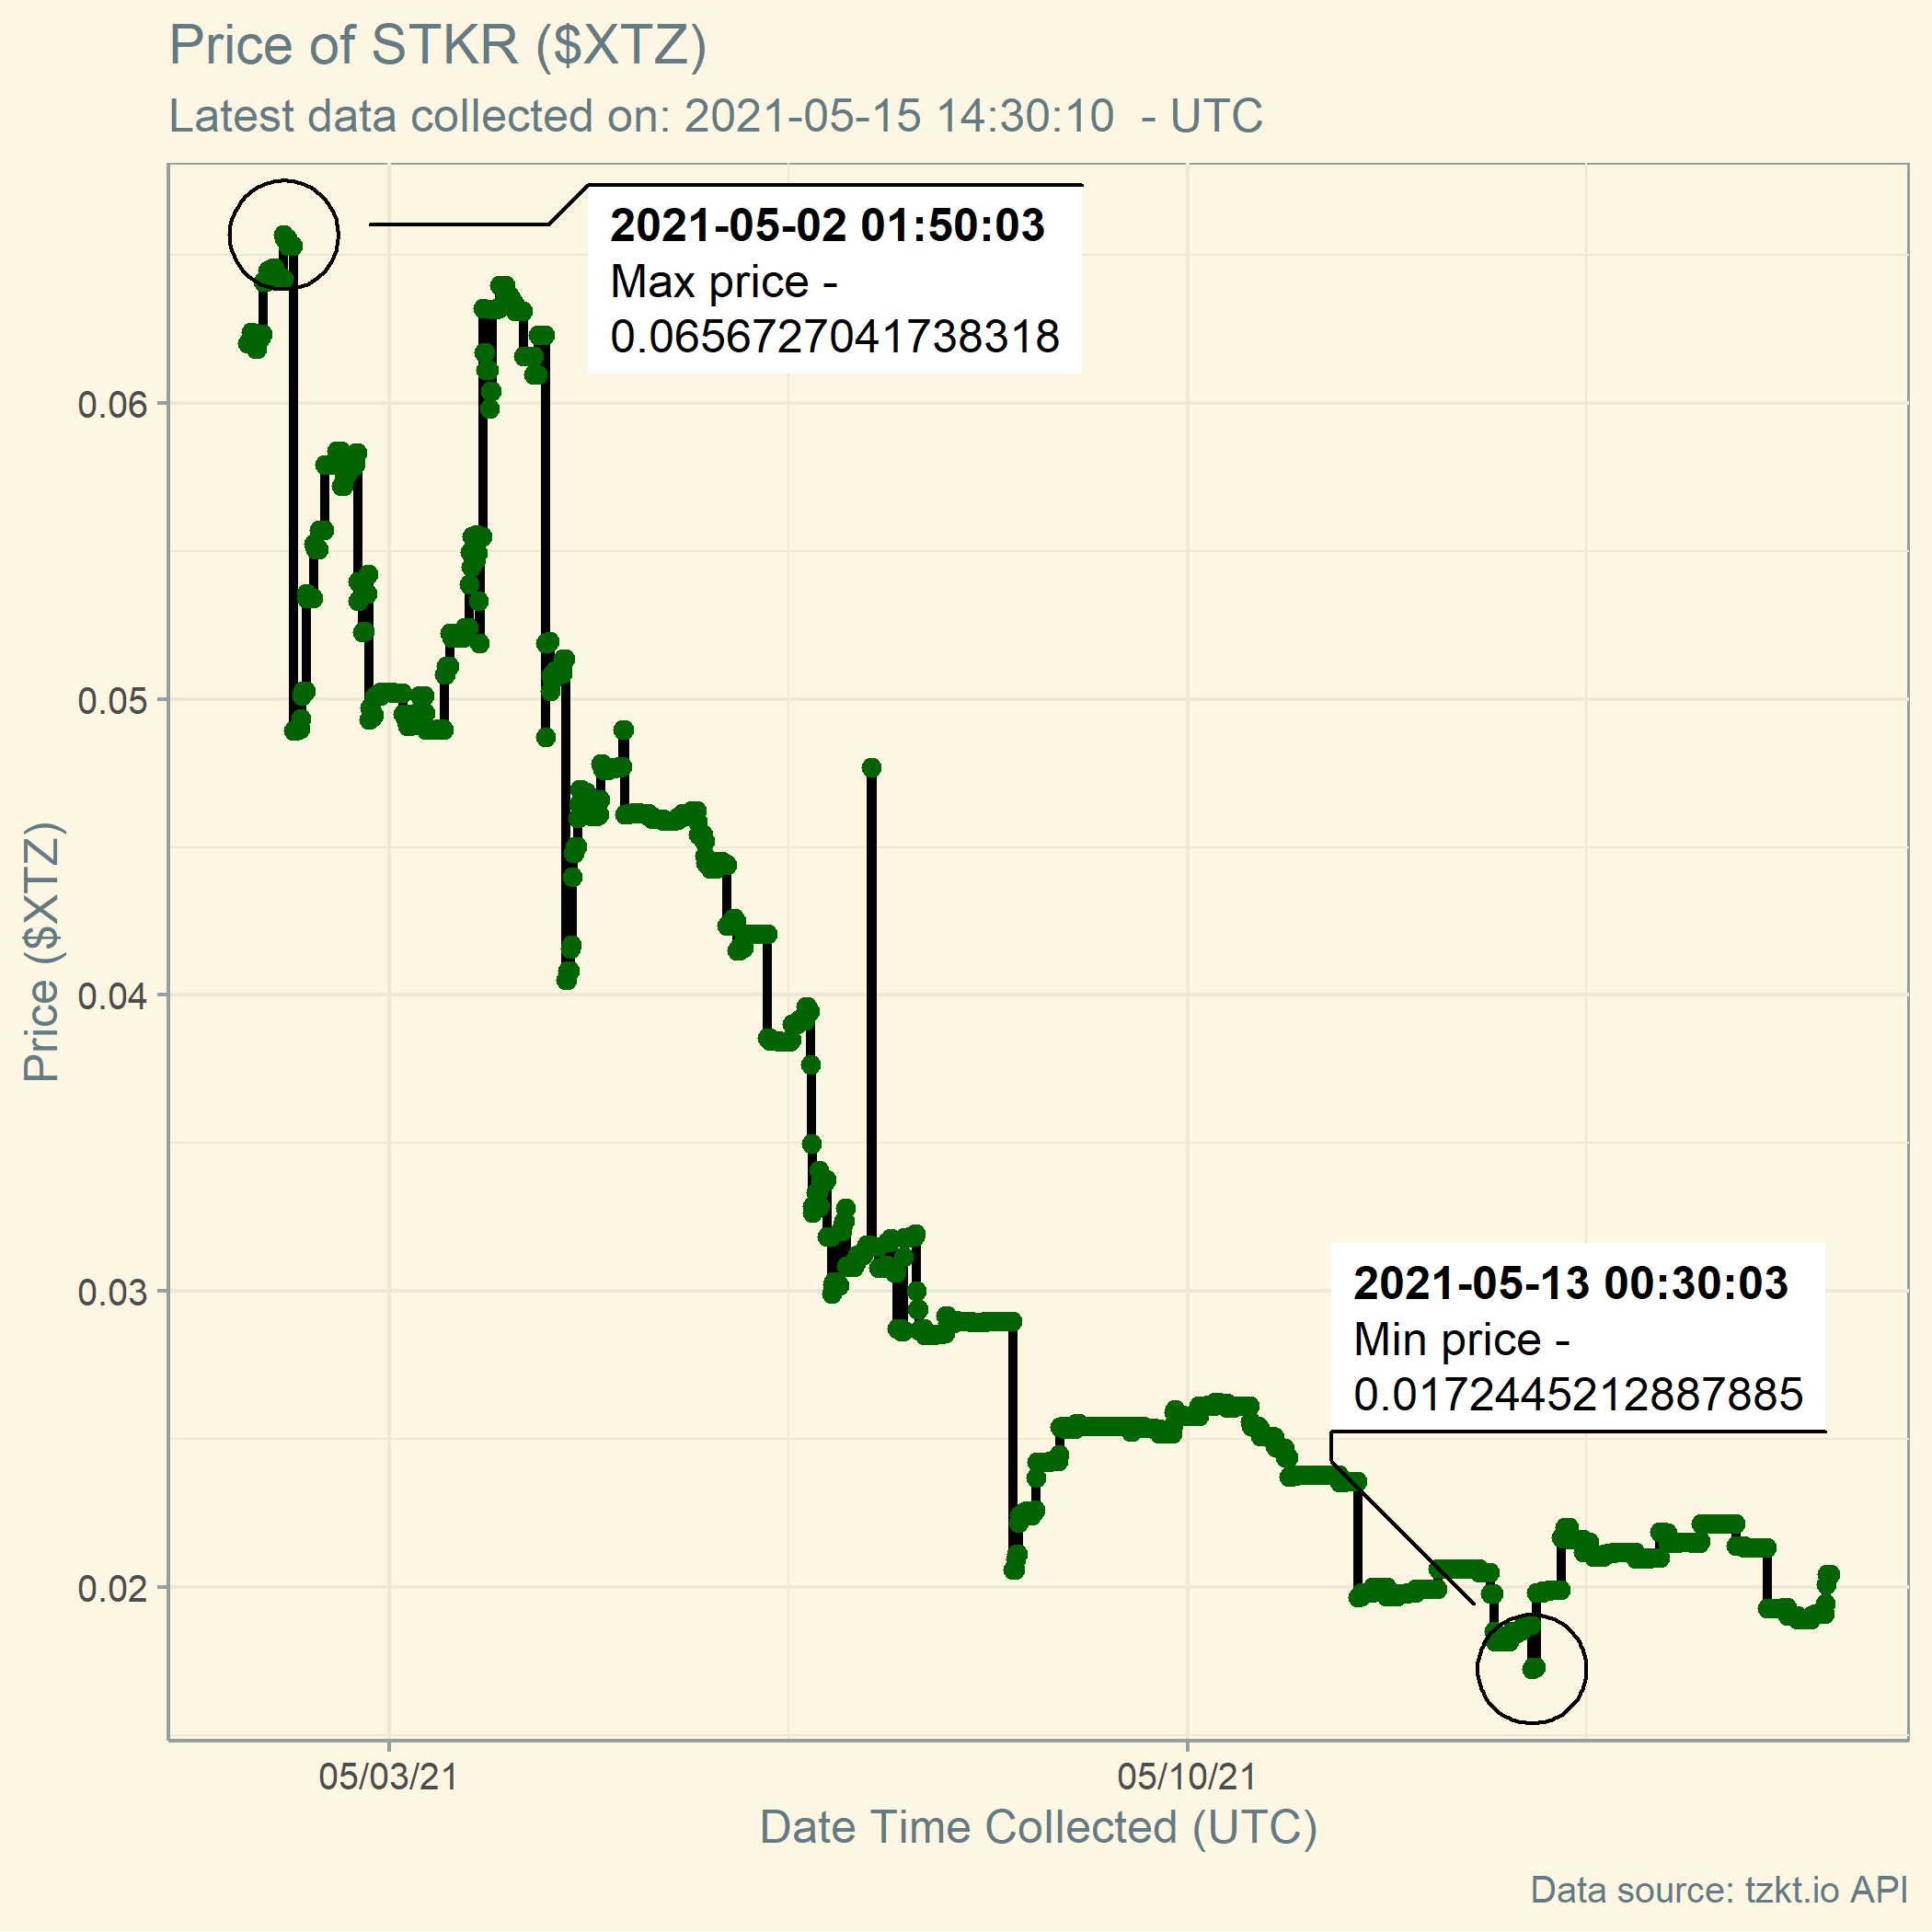 Price of STKR ($XTZ)
Latest data collected on: 2021-05-15 14:30:10  - UTC
2021-05-02 01:50:03
Max price -
0.0656727041738318
0.06
0.05
0.04
0.03
0.02
Price ($XTZ)
2021-05-13 00:30:03
Min price -
0.0172445212887885
05/03/21
05/10/21
Date Time Collected (UTC)
Data source: tzkt.io API